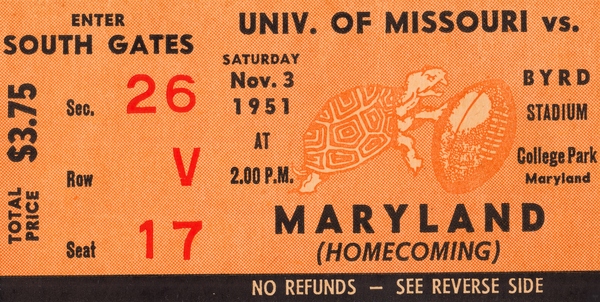 TOTAL PRICE $3.75
ENTER
SOUTH GATES
Sec. 26
Row V
Seat 17
UNIV. OF MISSOURI vs.
SATURDAY
Nov. 3
1951
AT
2.00 P.M.
BYRD
STADIUM
College Park
Maryland
MARYLAND
(HOMECOMING)
NO REFUNDS — SEE REVERSE SIDE